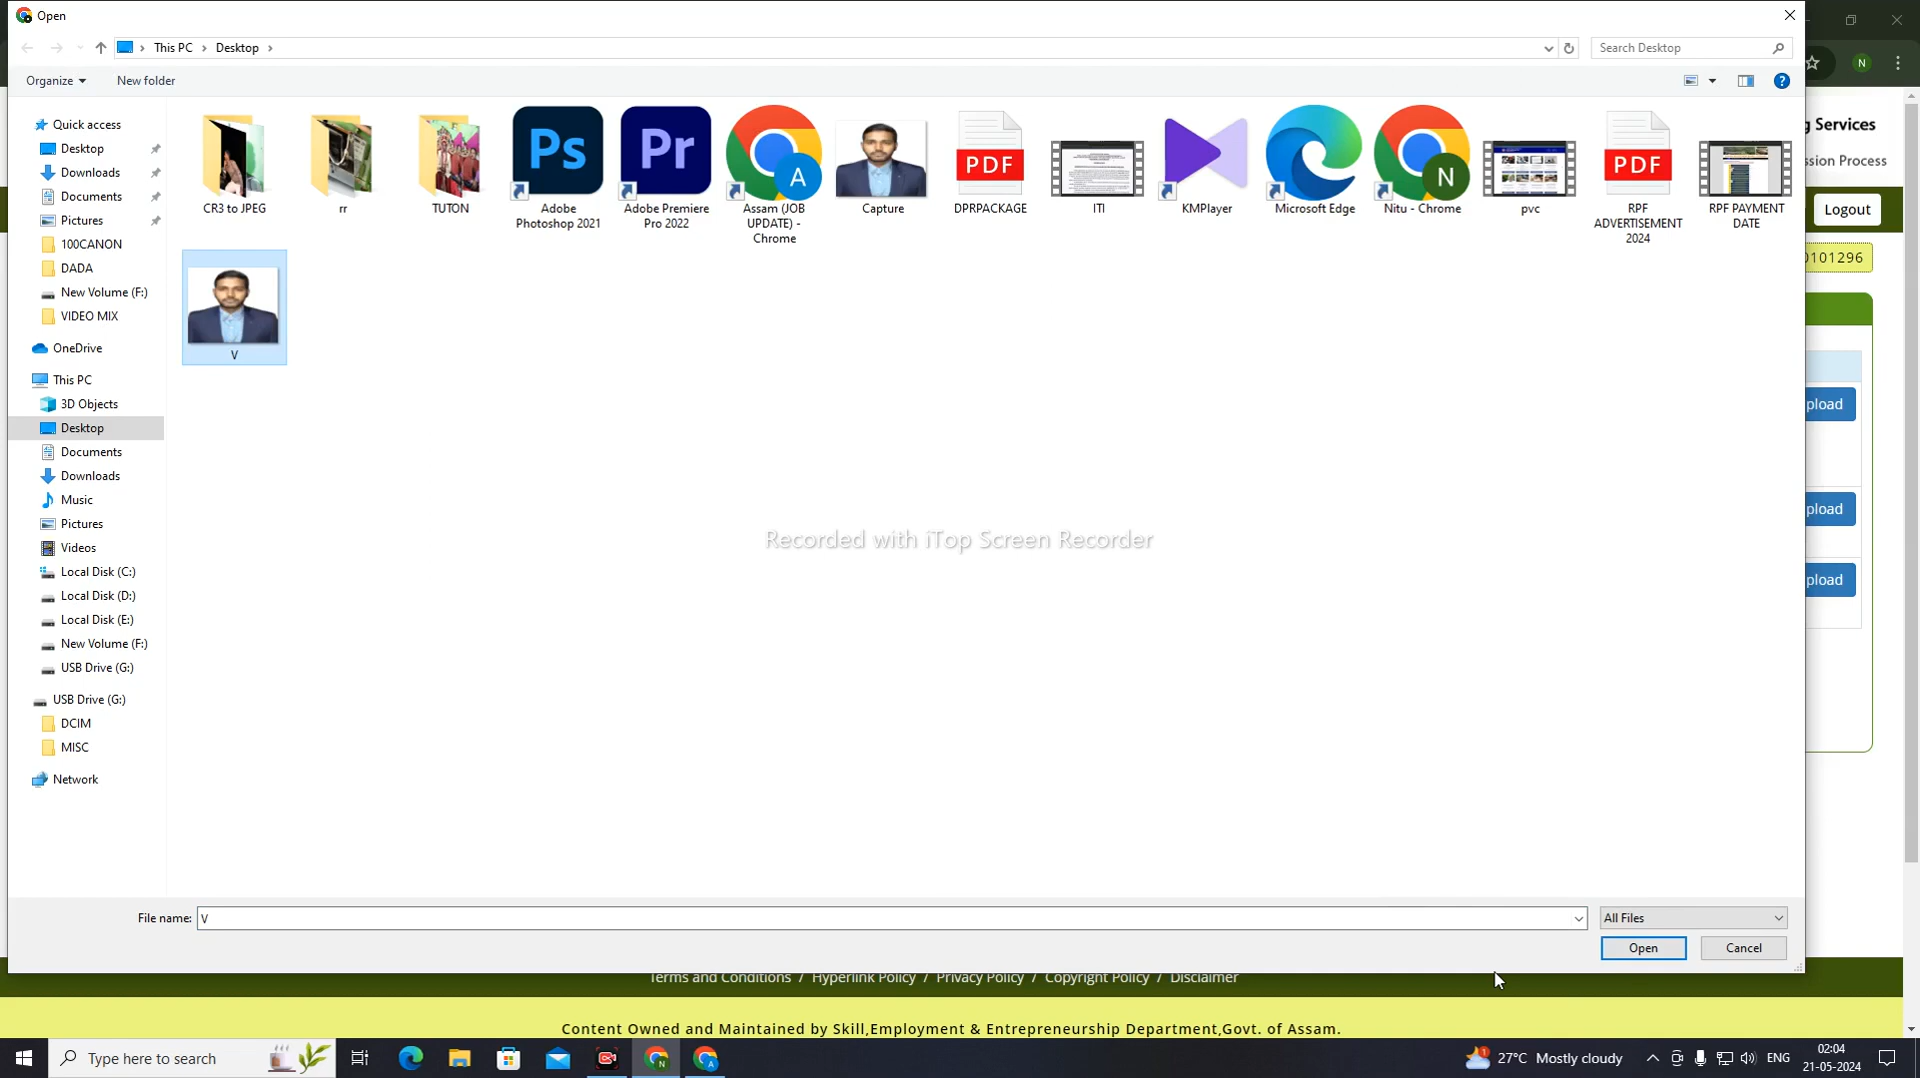 Open
This PC
Desktop
Search Desktop
N
Organize
New folder
Quick access
Desktop
Downloads
Documents
Pictures
100CANON
DADA
New Volume (F:)
VIDEO MIX
OneDrive
This PC
3D Objects
Desktop
Documents
Downloads
Music
Pictures
Videos
Local Disk (C:)
Local Disk (D:)
Local Disk (E:)
New Volume (F:)
USB Drive (G:)
USB Drive (G:)
DCIM
MISC
Network
CR3 to JPEG
rr
TUTON
Ps
Adobe
Photoshop 2021
Pr
Adobe Premiere
Pro 2022
A
Assam (JOB
UPDATE) -
Chrome
Capture
PDF
DPRPACKAGE
ITI
KMPlayer
Microsoft Edge
N
Nitu - Chrome
pvc
PDF
RPF
ADVERTISEMENT
2024
RPF PAYMENT
DATE
V
g Services
ssion Process
Logout
0101296
pload
pload
pload
Recorded with iTop Screen Recorder
File name:
V
All Files
Open
Cancel
Terms and Conditions / Hyperlink Policy / Privacy Policy / Copyright Policy / Disclaimer
Content Owned and Maintained by Skill,Employment & Entrepreneurship Department,Govt. of Assam.
Type here to search
27°C Mostly cloudy
ENG
02:04
21-05-2024